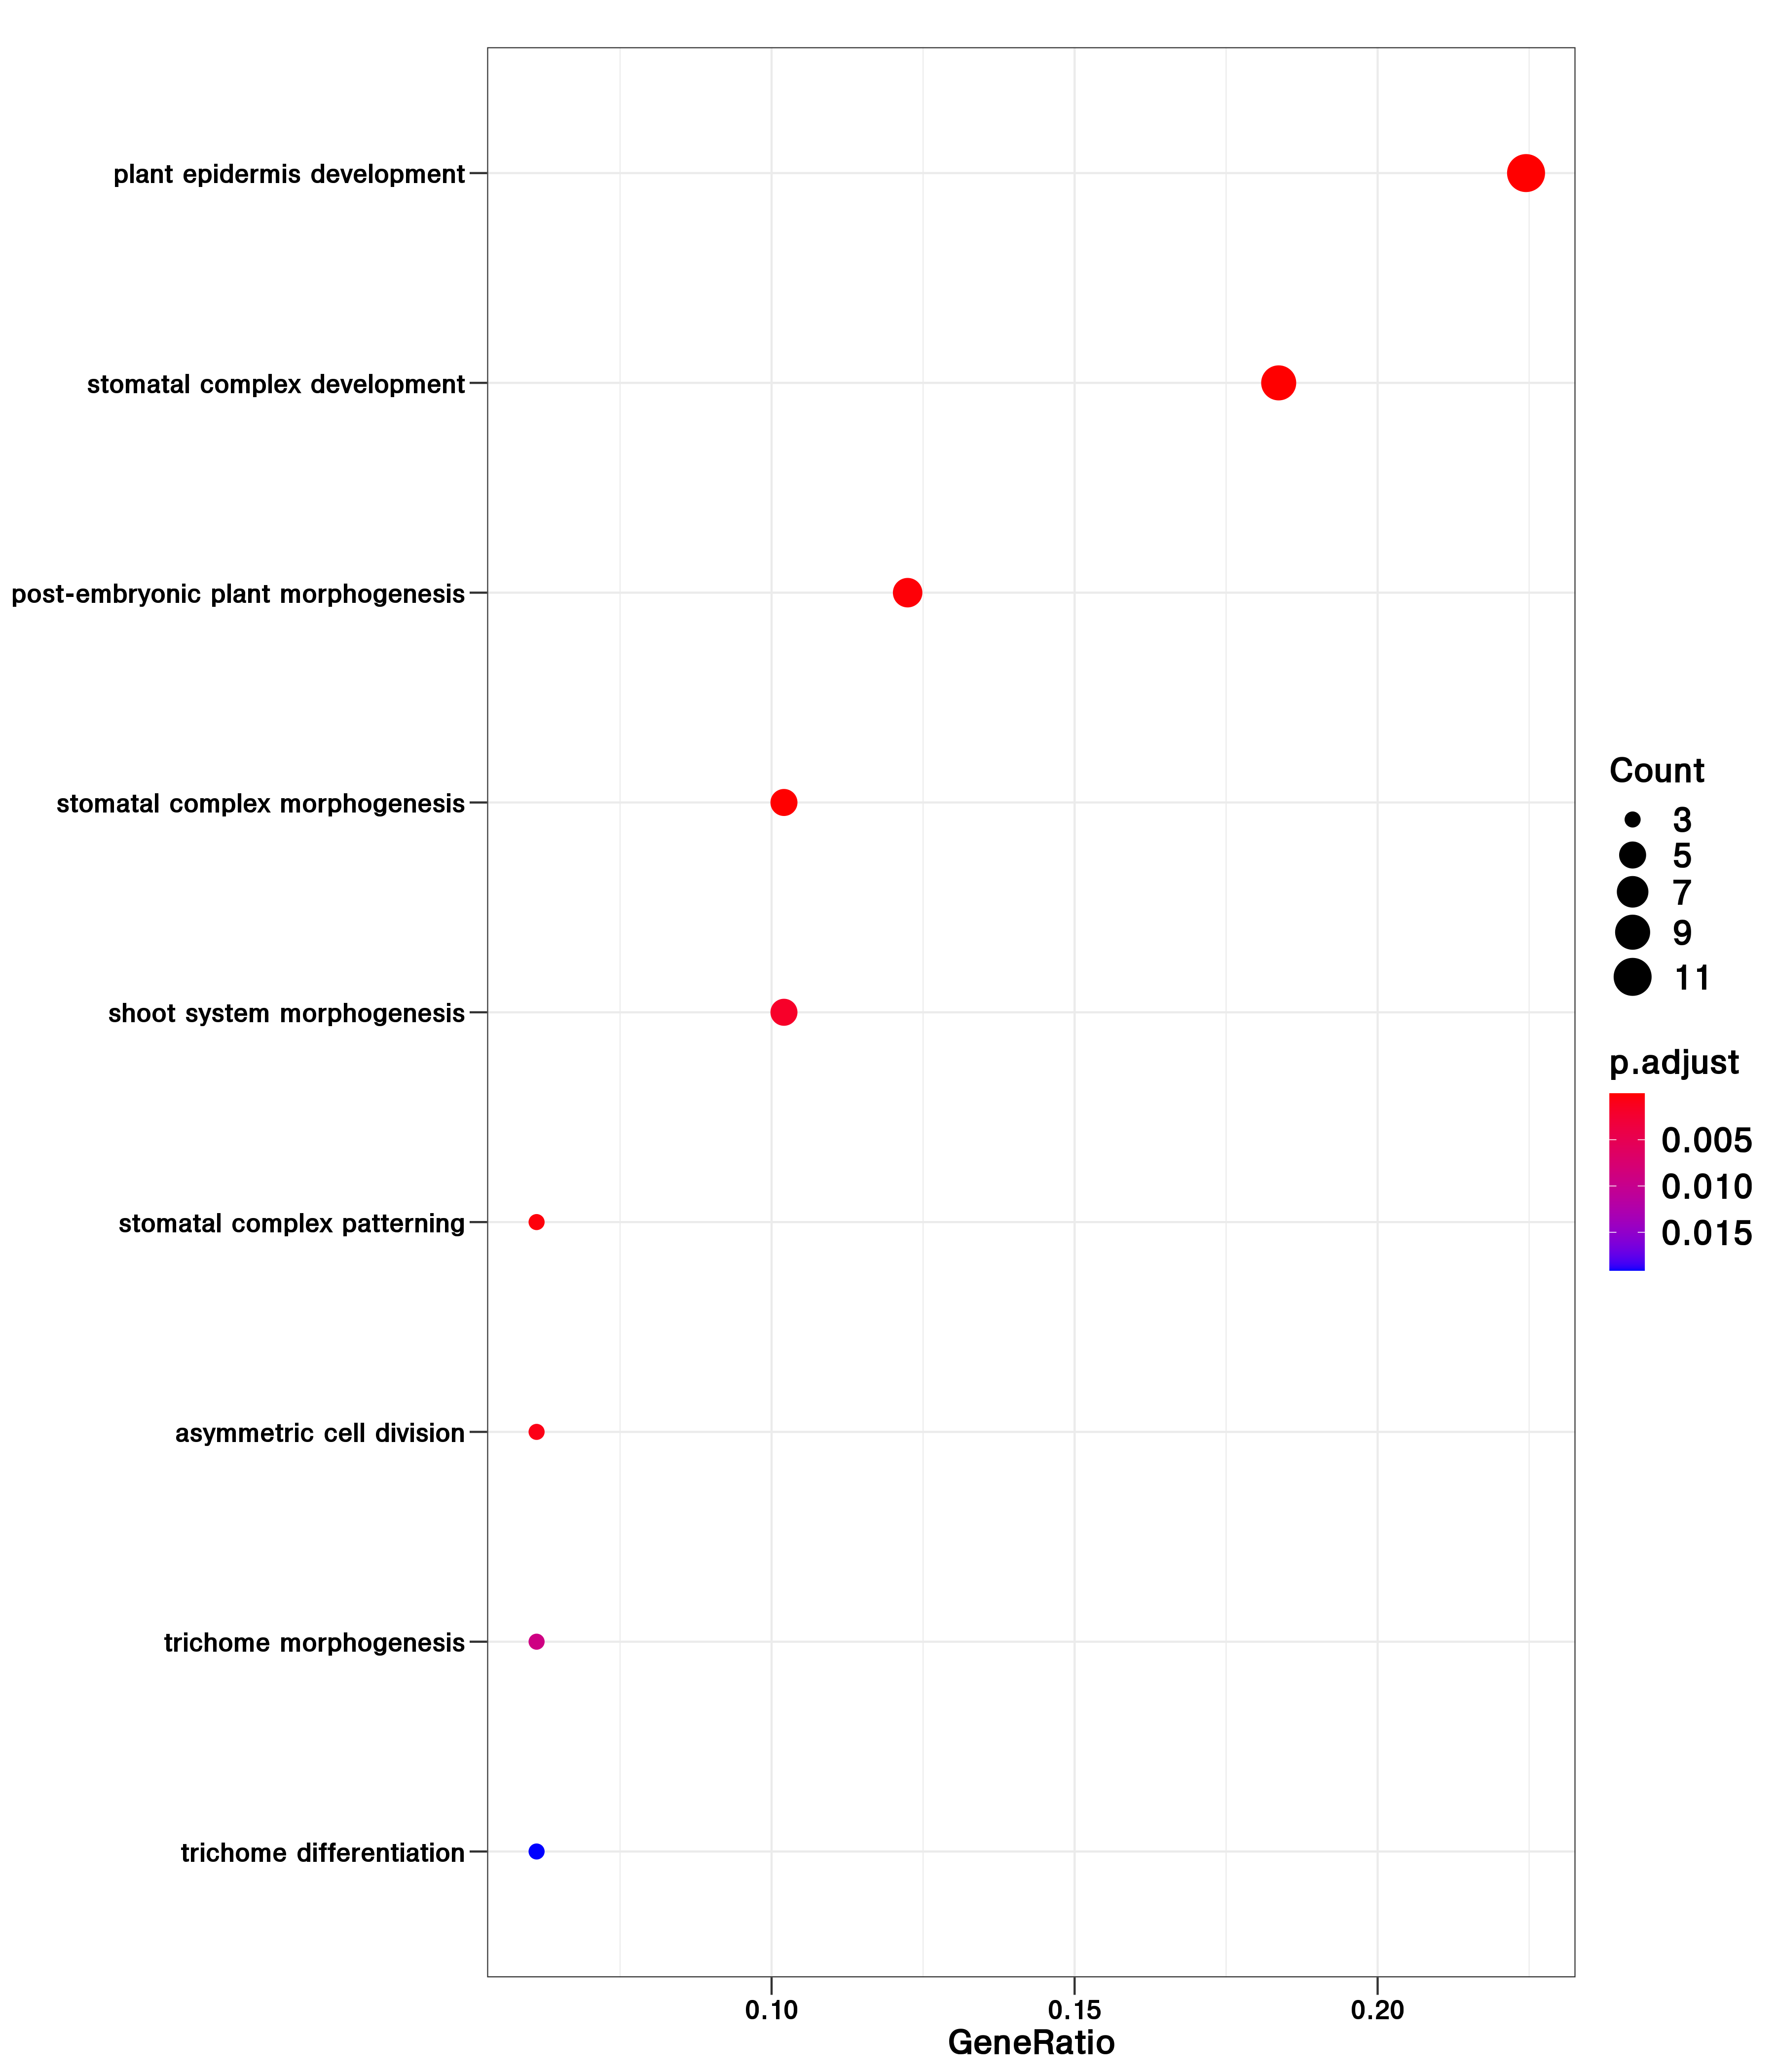 plant epidermis development
stomatal complex development
post-embryonic plant morphogenesis
stomatal complex morphogenesis
shoot system morphogenesis
stomatal complex patterning
asymmetric cell division
trichome morphogenesis
trichome differentiation
0.10 0.15 0.20
GeneRatio
Count
3
5
7
9
11
p.adjust
0.005
0.010
0.015